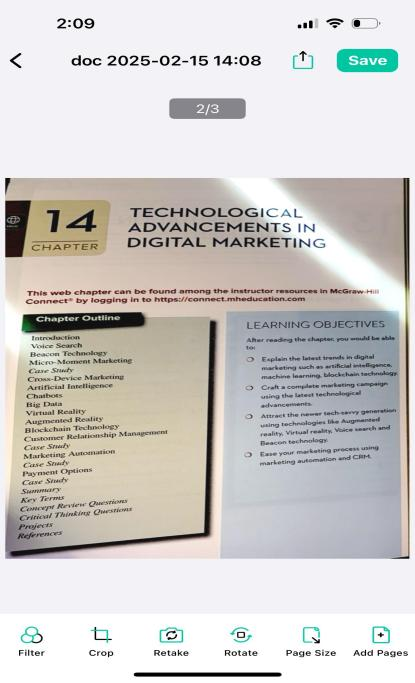 2:09
doc 2025-02-15 14:08
Save
2/3
14
CHAPTER
TECHNOLOGICAL
ADVANCEMENTS IN
DIGITAL MARKETING
This web chapter can be found among the instructor resources in McGraw-Hill
Connect® by logging in to https://connect.mheducation.com
Chapter Outline
Introduction
Voice Search
Beacon Technology
Micro-Moment Marketing
Case Study
Cross-Device Marketing
Artificial Intelligence
Chatbots
Big Data
Virtual Reality
Augmented Reality
Blockchain Technology
Customer Relationship Management
Case Study
Marketing Automation
Case Study
Payment Options
Case Study
Summary
Key Terms
Concept Review Questions
Critical Thinking Questions
Projects
References
LEARNING OBJECTIVES
After reading the chapter, you would be able
to:
Explain the latest trends in digital
marketing such as artificial intelligence,
machine learning, blockchain technology.
Craft a complete marketing campaign
using the latest technological
advancements.
Attract the newer tech-savvy generation
using technologies like Augmented
reality, Virtual reality, Voice search and
Beacon technology.
Ease your marketing process using
marketing automation and CRM.
Filter
Crop
Retake
Rotate
Page Size
Add Pages